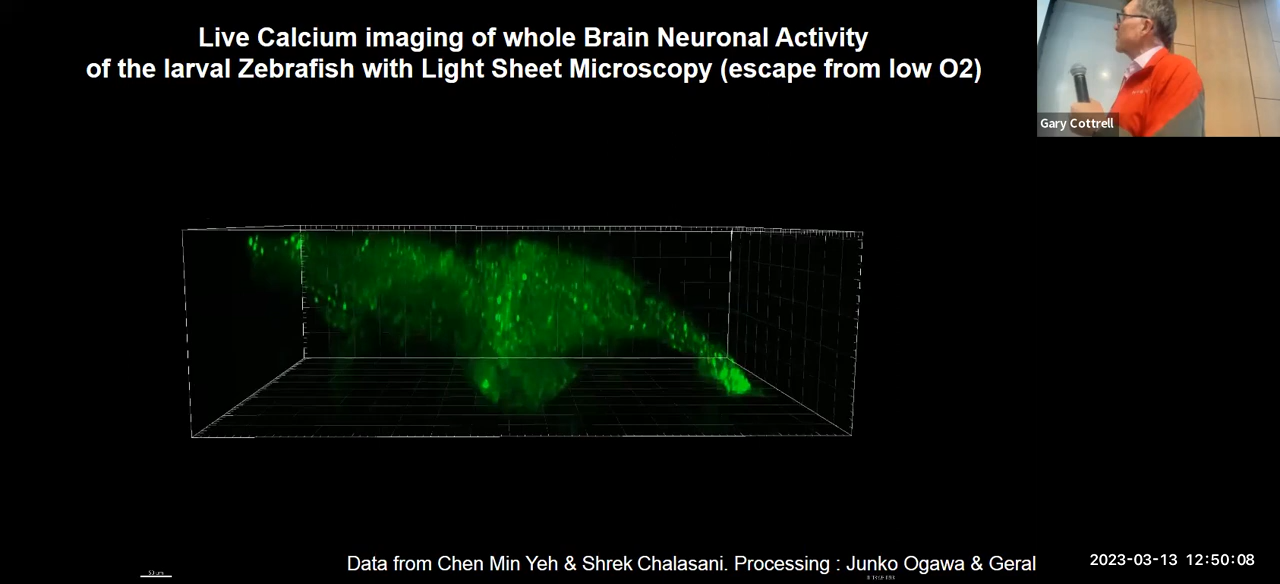 Live Calcium imaging of whole Brain Neuronal Activity
of the larval Zebrafish with Light Sheet Microscopy (escape from low O2)
Gary Cottrell
Data from Chen Min Yeh & Shrek Chalasani. Processing : Junko Ogawa & Geral
2023-03-13 12:50:08